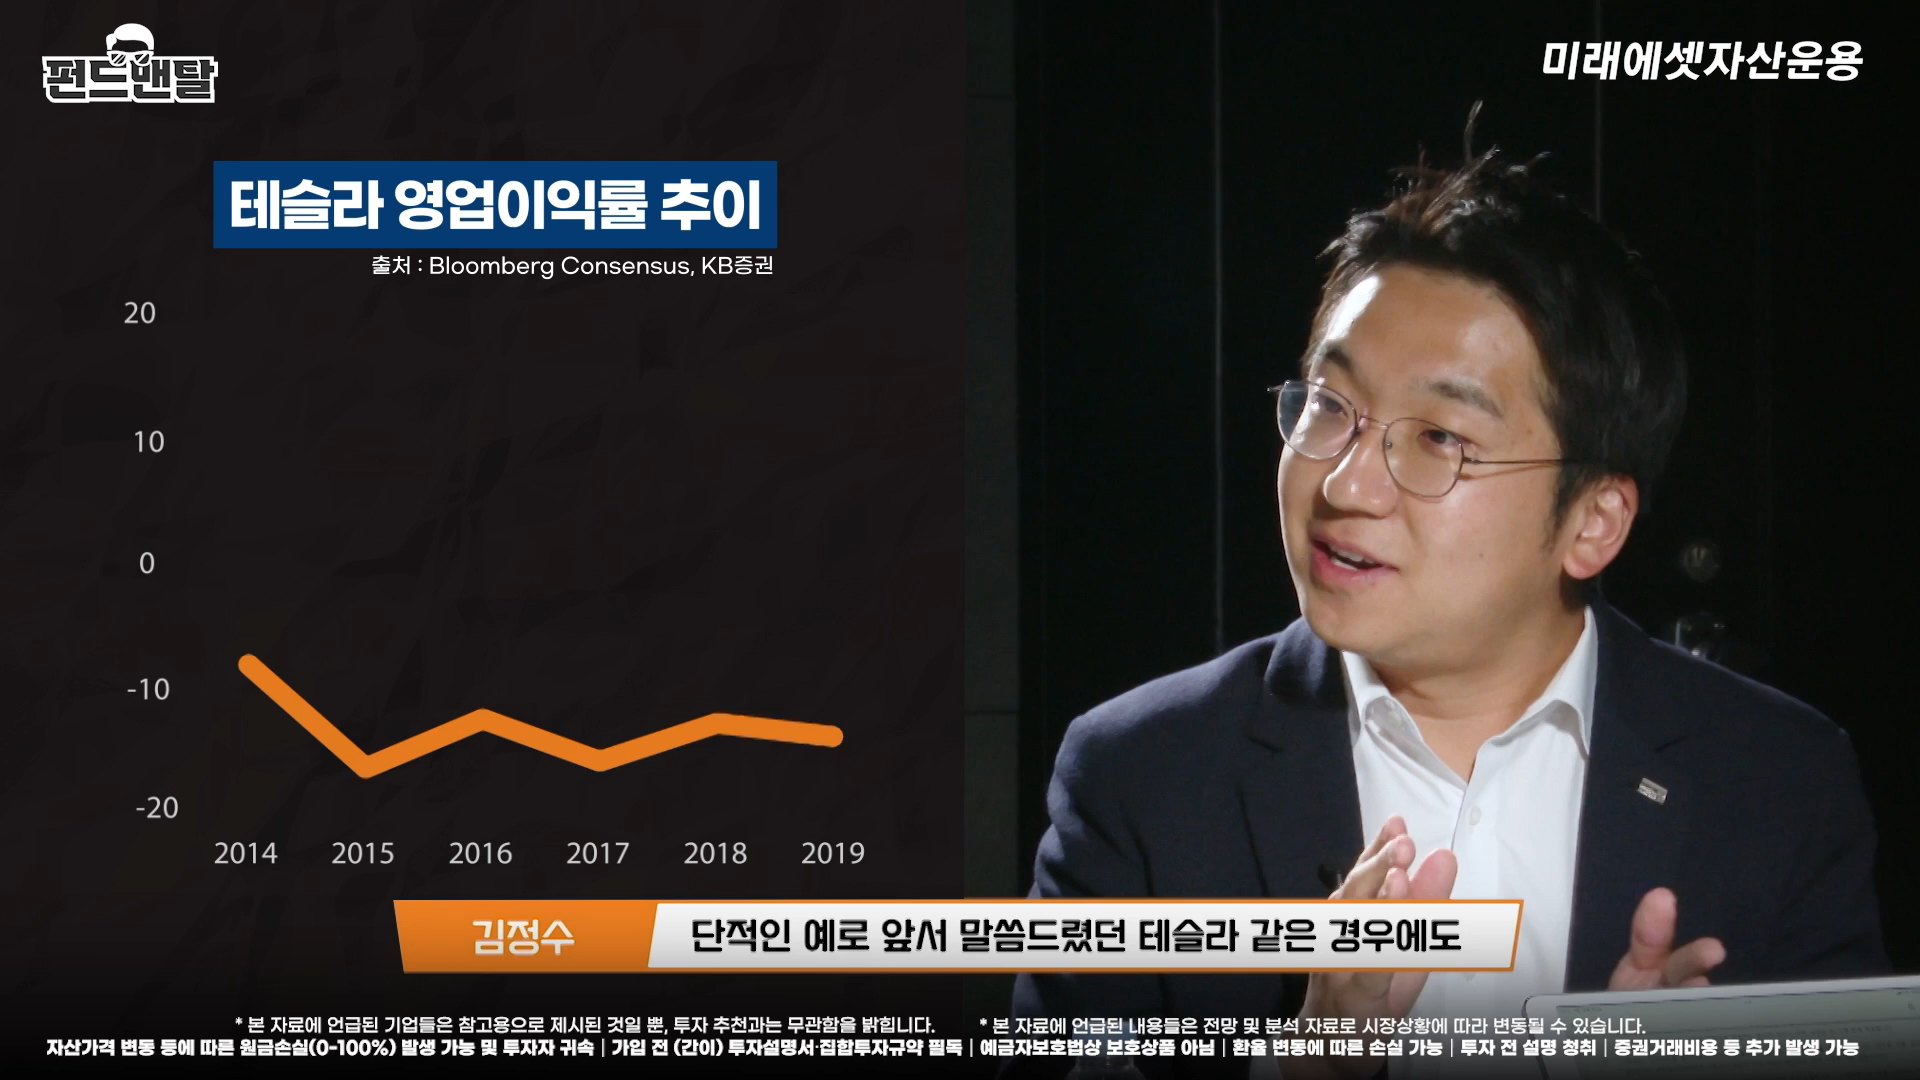 펀드맨탈
미래에셋자산운용
테슬라 영업이익률 추이
출처 : Bloomberg Consensus, KB증권
20
10
0
-10
-20
2014 2015 2016 2017 2018 2019
김정수
단적인 예로 앞서 말씀드렸던 테슬라 같은 경우에도
* 본 자료에 언급된 기업들은 참고용으로 제시된 것일 뿐, 투자 추천과는 무관함을 밝힙니다. * 본 자료에 언급된 내용들은 전망 및 분석 자료로 시장상황에 따라 변동될 수 있습니다.
자산가격 변동 등에 따른 원금손실(0-100%) 발생 가능 및 투자자 귀속 | 가입 전 (간이) 투자설명서·집합투자규약 필독 | 예금자보호법상 보호상품 아님 | 환율 변동에 따른 손실 가능 | 투자 전 설명 청취 | 증권거래비용 등 추가 발생 가능